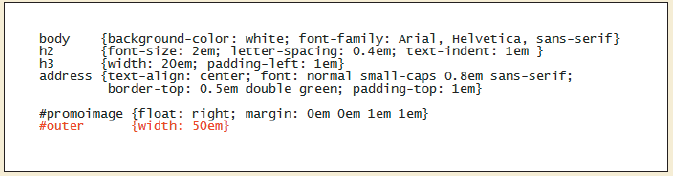 body    {background-color: white; font-family: Arial, Helvetica, sans-serif}
h2      {font-size: 2em; letter-spacing: 0.4em; text-indent: 1em }
h3      {width: 20em; padding-left: 1em}
address {text-align: center; font: normal small-caps 0.8em sans-serif;
         border-top: 0.5em double green; padding-top: 1em}
#promoimage {float: right; margin: 0em 0em 1em 1em}
#outer      {width: 50em}